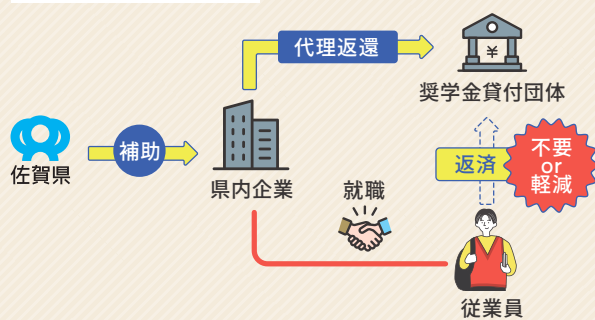 代理返還
¥
奨学金貸付団体
補助
佐賀県
県内企業
就職
返済
不要
or
軽減
従業員